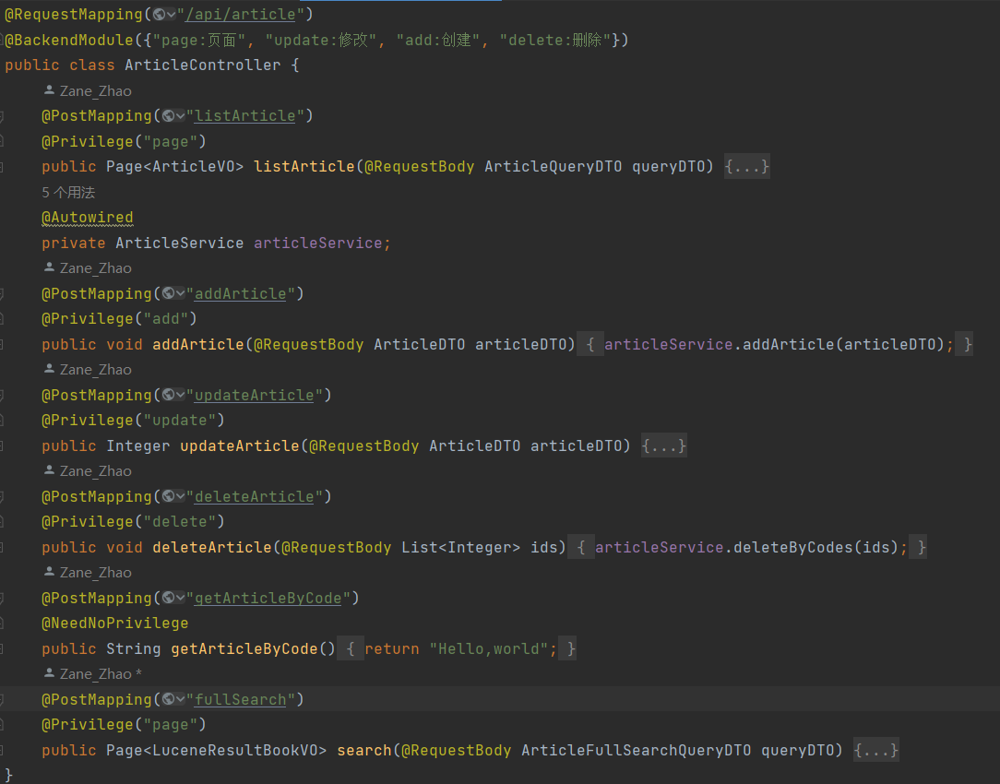 @RequestMapping("/api/article")
@BackendModule({"page:页面", "update:修改", "add:创建", "delete:删除"})
public class ArticleController {
Zane_Zhao
@PostMapping("listArticle")
@Privilege("page")
public Page<ArticleVO> listArticle(@RequestBody ArticleQueryDTO queryDTO) {...}
5 个用法
@Autowired
private ArticleService articleService;
Zane_Zhao
@PostMapping("addArticle")
@Privilege("add")
public void addArticle(@RequestBody ArticleDTO articleDTO) { articleService.addArticle(articleDTO); }
Zane_Zhao
@PostMapping("updateArticle")
@Privilege("update")
public Integer updateArticle(@RequestBody ArticleDTO articleDTO) {...}
Zane_Zhao
@PostMapping("deleteArticle")
@Privilege("delete")
public void deleteArticle(@RequestBody List<Integer> ids) { articleService.deleteByCodes(ids); }
Zane_Zhao
@PostMapping("getArticleByCode")
@NeedNoPrivilege
public String getArticleByCode() { return "Hello,world"; }
Zane_Zhao *
@PostMapping("fullSearch")
@Privilege("page")
public Page<LuceneResultBookVO> search(@RequestBody ArticleFullSearchQueryDTO queryDTO) {...}
}